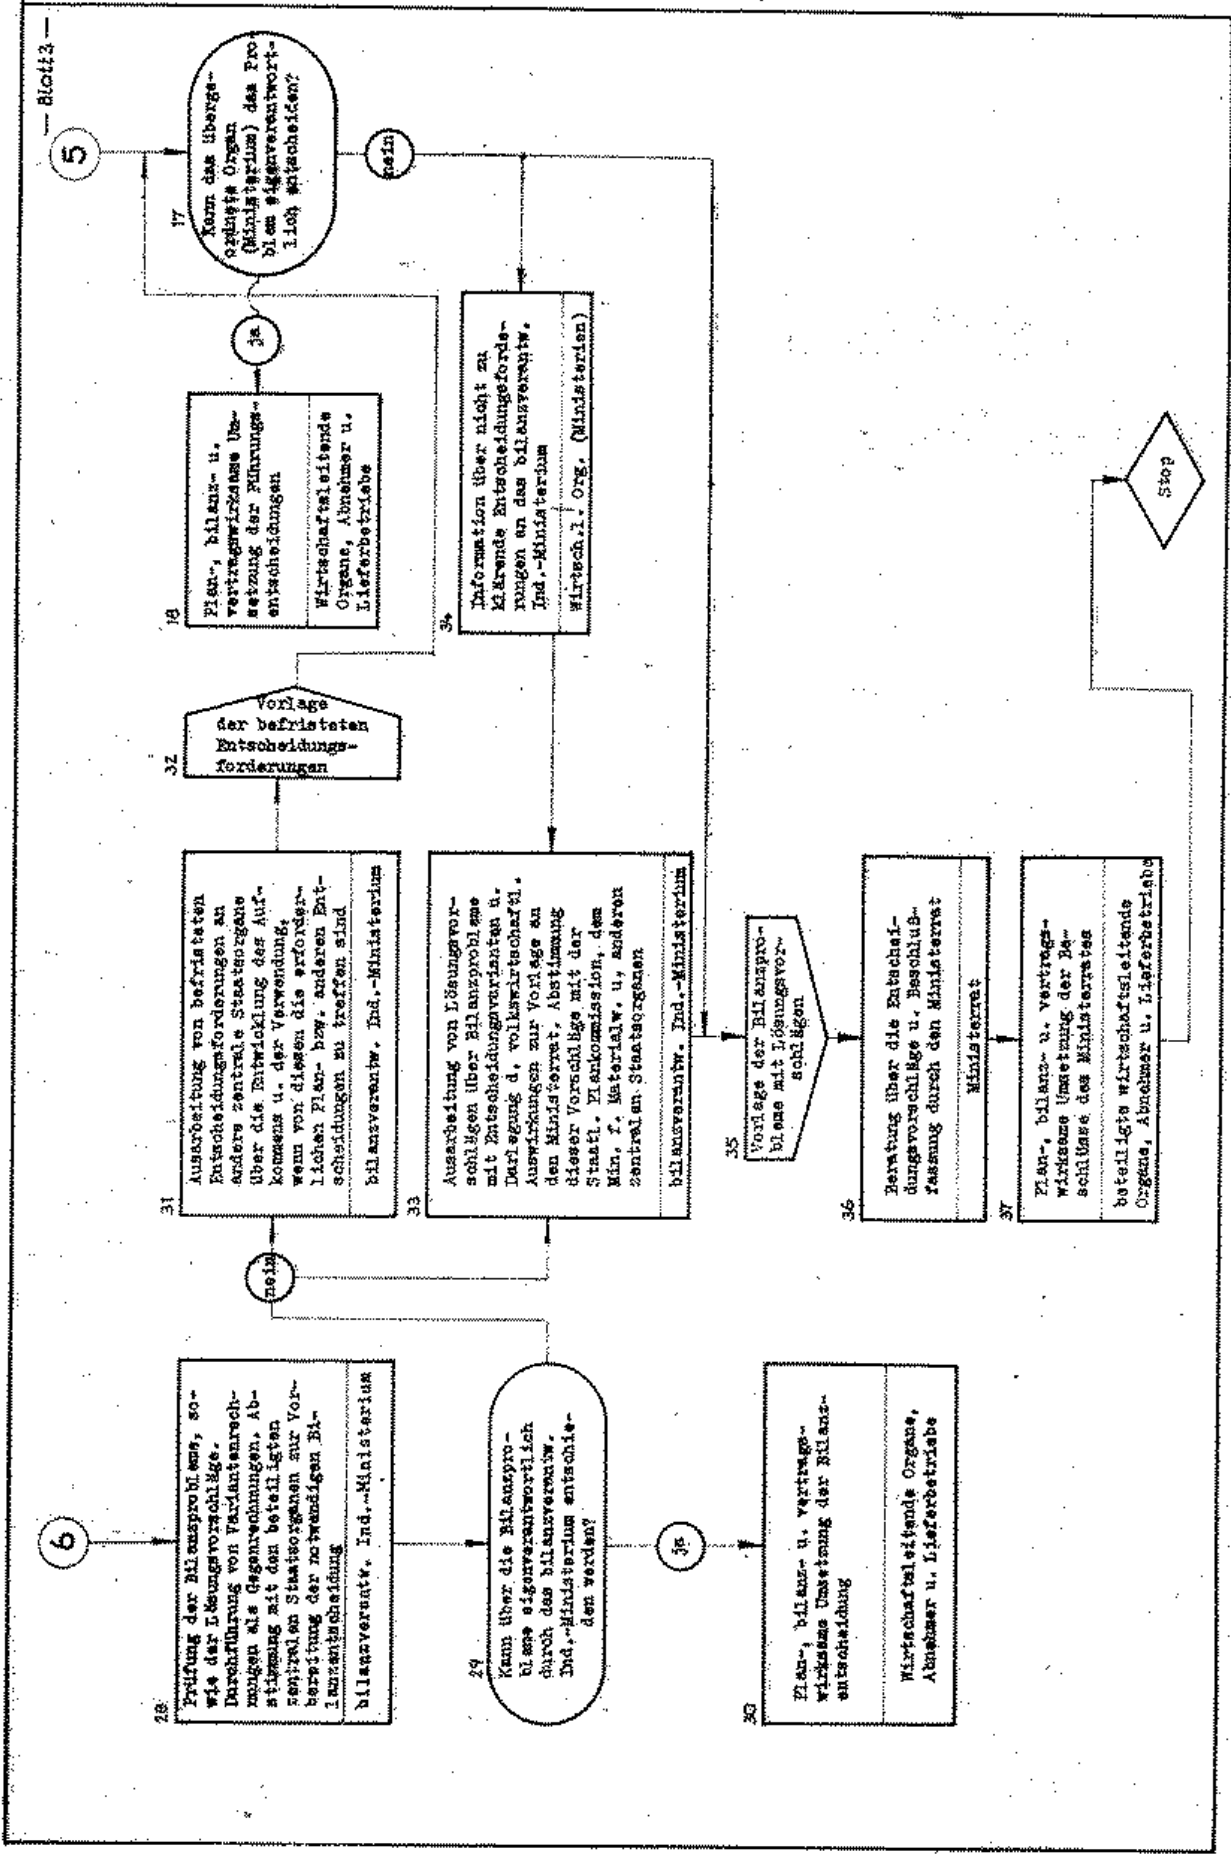 — Blatt 3 —
6
28
Prüfung der Bilanzprobleme, so-
wie der Lösungsvorschläge.
Durchführung von Variantenrech-
nungen als Gegenrechnungen, Ab-
stimmung mit den beteiligten
zentralen Staatsorganen zur Vor-
bereitung der notwendigen Bi-
lanzentscheidung
bilanzverantw. Ind.-Ministerium
29
Kann über die Bilanzpro-
bleme eigenverantwortlich
durch das bilanzverantw.
Ind.-Ministerium entschie-
den werden?
ja
30
Plan-, bilanz- u. vertrags-
wirksame Umsetzung der Bilanz-
entscheidung
Wirtschaftsleitende Organe,
Abnehmer u. Lieferbetriebe
nein
31
Ausarbeitung von befristeten
Entscheidungsforderungen an
andere zentrale Staatsorgane
über die Entwicklung des Auf-
kommens u. der Verwendung,
wenn von diesen die erforder-
lichen Plan- bzw. anderen Ent-
scheidungen zu treffen sind
bilanzverantw. Ind.-Ministerium
32
Vorlage
der befristeten
Entscheidungs-
forderungen
33
Ausarbeitung von Lösungsvor-
schlägen über Bilanzprobleme
mit Entscheidungsvarianten u.
Darlegung d. volkswirtschaftl.
Auswirkungen zur Vorlage an
den Ministerrat, Abstimmung
dieser Vorschläge mit der
Staatl. Plankommission, dem
Min. f. Materialw. u. anderen
zentralen Staatsorganen
bilanzverantw. Ind.-Ministerium
35
Vorlage der Bilanzpro-
bleme mit Lösungsvor-
schlägen
36
Beratung über die Entschei-
dungsvorschläge u. Beschluß-
fassung durch den Ministerrat
Ministerrat
37
Plan-, bilanz- u. vertrags-
wirksame Umsetzung der Be-
schlüsse des Ministerrates
beteiligte wirtschaftsleitende
Organe, Abnehmer u. Lieferbetriebe
5
17
Kann das überge-
ordnete Organ
(Ministerium) das Pro-
blem eigenverantwort-
lich entscheiden?
ja
nein
18
Plan-, bilanz- u.
vertragswirksame Um-
setzung der Führungs-
entscheidungen
Wirtschaftsleitende
Organe, Abnehmer u.
Lieferbetriebe
34
Information über nicht zu
klärende Entscheidungsforde-
rungen an das bilanzverantw.
Ind.-Ministerium
Wirtsch.l. Org. (Ministerien)
Stop